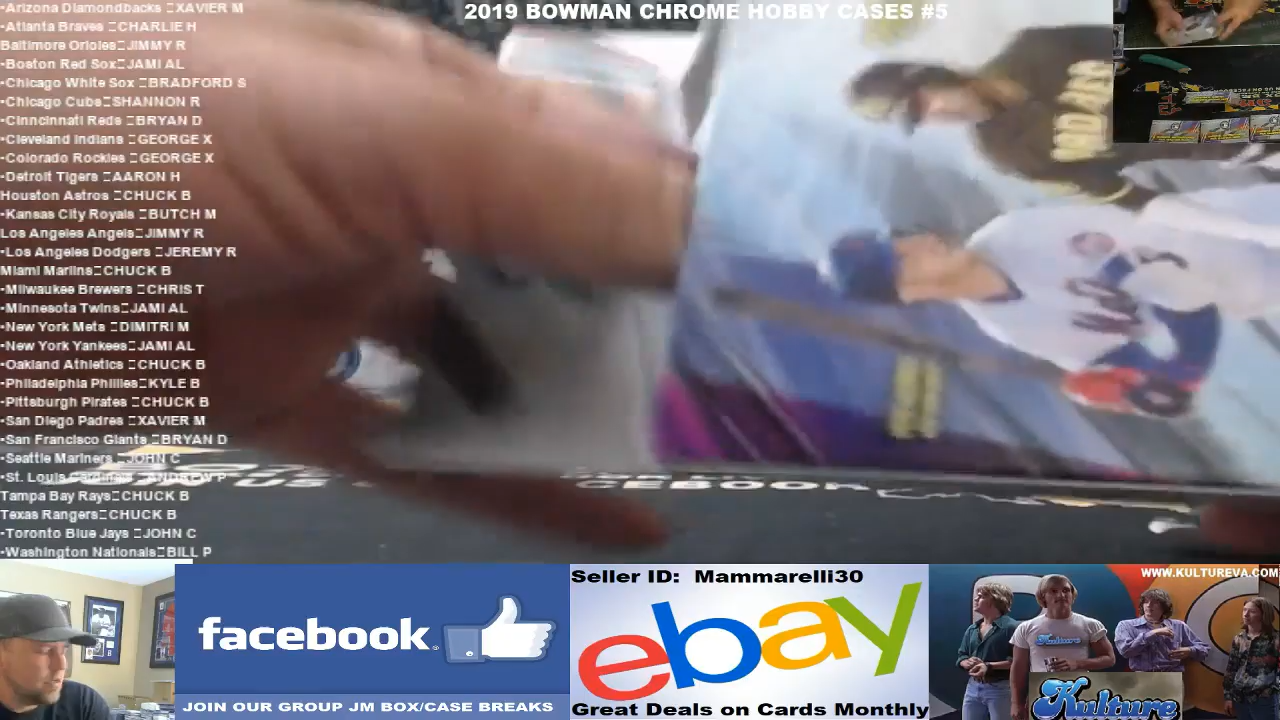 2019 BOWMAN CHROME HOBBY CASES #5
•Arizona Diamondbacks □XAVIER M
•Atlanta Braves □CHARLIE H
Baltimore Orioles□JIMMY R
•Boston Red Sox□JAMI AL
•Chicago White Sox □BRADFORD S
•Chicago Cubs□SHANNON R
•Cinncinnati Reds □BRYAN D
•Cleveland Indians □GEORGE X
•Colorado Rockies □GEORGE X
•Detroit Tigers □AARON H
Houston Astros □CHUCK B
•Kansas City Royals □BUTCH M
Los Angeles Angels□JIMMY R
•Los Angeles Dodgers □JEREMY R
Miami Marlins□CHUCK B
•Milwaukee Brewers □CHRIS T
•Minnesota Twins□JAMI AL
•New York Mets □DIMITRI M
•New York Yankees□JAMI AL
•Oakland Athletics □CHUCK B
•Philadelphia Phillies□KYLE B
•Pittsburgh Pirates □CHUCK B
•San Diego Padres □XAVIER M
•San Francisco Giants □BRYAN D
•Seattle Mariners □JOHN C
•St. Louis Cardinals □ANDREW P
Tampa Bay Rays□CHUCK B
Texas Rangers□CHUCK B
•Toronto Blue Jays □JOHN C
•Washington Nationals□BILL P
facebook
JOIN OUR GROUP JM BOX/CASE BREAKS
Seller ID: Mammarelli30
ebay
Great Deals on Cards Monthly
WWW.KULTUREVA.COM
Kulture
Kulture